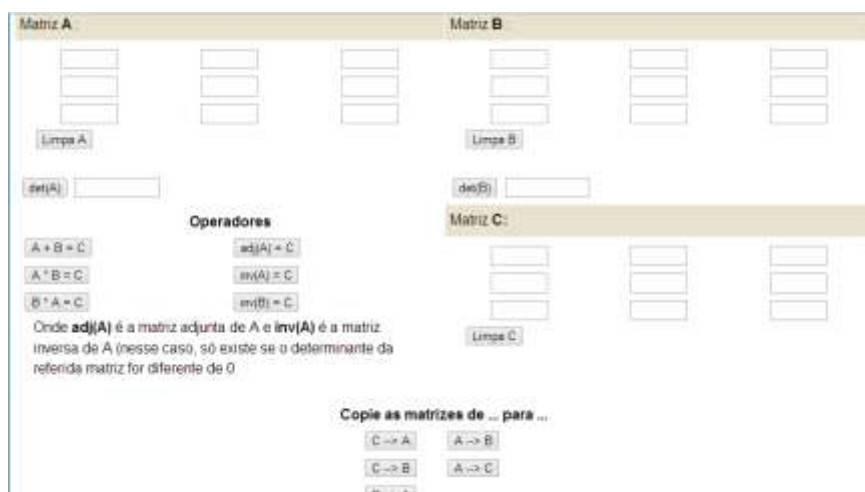 Matriz A
Matriz B
Limpa A
Limpa B
det(A)
det(B)
Operadores
Matriz C:
A + B = C
adj(A) = C
A * B = C
inv(A) = C
B * A = C
inv(B) = C
Onde adj(A) é a matriz adjunta de A e inv(A) é a matriz
inversa de A (nesse caso, só existe se o determinante da
referida matriz for diferente de 0
Limpa C
Copie as matrizes de ... para ...
C --> A
A --> B
C --> B
A --> C